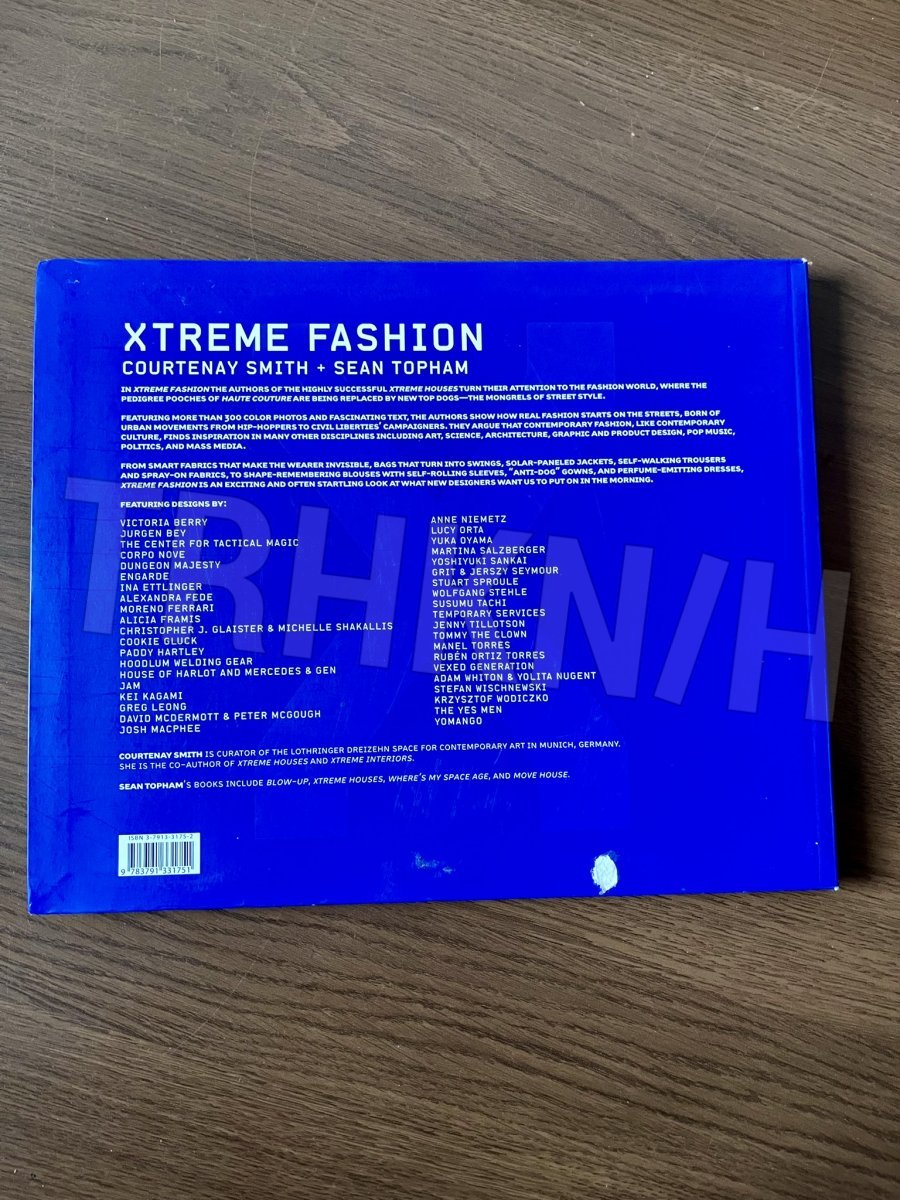 XTREME FASHION
COURTENAY SMITH + SEAN TOPHAM
IN XTREME FASHION THE AUTHORS OF THE HIGHLY SUCCESSFUL XTREME HOUSES TURN THEIR ATTENTION TO THE FASHION WORLD, WHERE THE
PEDIGREE POOCHES OF HAUTE COUTURE ARE BEING REPLACED BY NEW TOP DOGS—THE MONGRELS OF STREET STYLE.
FEATURING MORE THAN 300 COLOR PHOTOS AND FASCINATING TEXT, THE AUTHORS SHOW HOW REAL FASHION STARTS ON THE STREETS, BORN OF
URBAN MOVEMENTS FROM HIP-HOPPERS TO CIVIL LIBERTIES' CAMPAIGNERS. THEY ARGUE THAT CONTEMPORARY FASHION, LIKE CONTEMPORARY
CULTURE, FINDS INSPIRATION IN MANY OTHER DISCIPLINES INCLUDING ART, SCIENCE, ARCHITECTURE, GRAPHIC AND PRODUCT DESIGN, POP MUSIC,
POLITICS, AND MASS MEDIA.
FROM SMART FABRICS THAT MAKE THE WEARER INVISIBLE, BAGS THAT TURN INTO SWINGS, SOLAR-PANELED JACKETS, SELF-WALKING TROUSERS
AND SPRAY-ON FABRICS, TO SHAPE-REMEMBERING BLOUSES WITH SELF-ROLLING SLEEVES, "ANTI-DOG" GOWNS, AND PERFUME-EMITTING DRESSES,
XTREME FASHION IS AN EXCITING AND OFTEN STARTLING LOOK AT WHAT NEW DESIGNERS WANT US TO PUT ON IN THE MORNING.
FEATURING DESIGNS BY:
VICTORIA BERRY
JURGEN BEY
THE CENTER FOR TACTICAL MAGIC
CORPO NOVE
DUNGEON MAJESTY
ENGARDE
INA ETTLINGER
ALEXANDRA FEDE
MORENO FERRARI
ALICIA FRAMIS
CHRISTOPHER J. GLAISTER & MICHELLE SHAKALLIS
COOKIE GLUCK
PADDY HARTLEY
HOODLUM WELDING GEAR
HOUSE OF HARLOT AND MERCEDES & GEN
JAM
KEI KAGAMI
GREG LEONG
DAVID MCDERMOTT & PETER MCGOUGH
JOSH MACPHEE
ANNE NIEMETZ
LUCY ORTA
YUKA OYAMA
MARTINA SALZBERGER
YOSHIYUKI SANKAI
GRIT & JERSZY SEYMOUR
STUART SPROULE
WOLFGANG STEHLE
SUSUMU TACHI
TEMPORARY SERVICES
JENNY TILLOTSON
TOMMY THE CLOWN
MANEL TORRES
RUBÉN ORTIZ TORRES
VEXED GENERATION
ADAM WHITON & YOLITA NUGENT
STEFAN WISCHNEWSKI
KRZYSZTOF WODICZKO
THE YES MEN
YOMANGO
COURTENAY SMITH IS CURATOR OF THE LOTHRINGER DREIZEHN SPACE FOR CONTEMPORARY ART IN MUNICH, GERMANY.
SHE IS THE CO-AUTHOR OF XTREME HOUSES AND XTREME INTERIORS.
SEAN TOPHAM'S BOOKS INCLUDE BLOW-UP, XTREME HOUSES, WHERE'S MY SPACE AGE, AND MOVE HOUSE.
ISBN 3-7913-3175-2
9 783791 331751